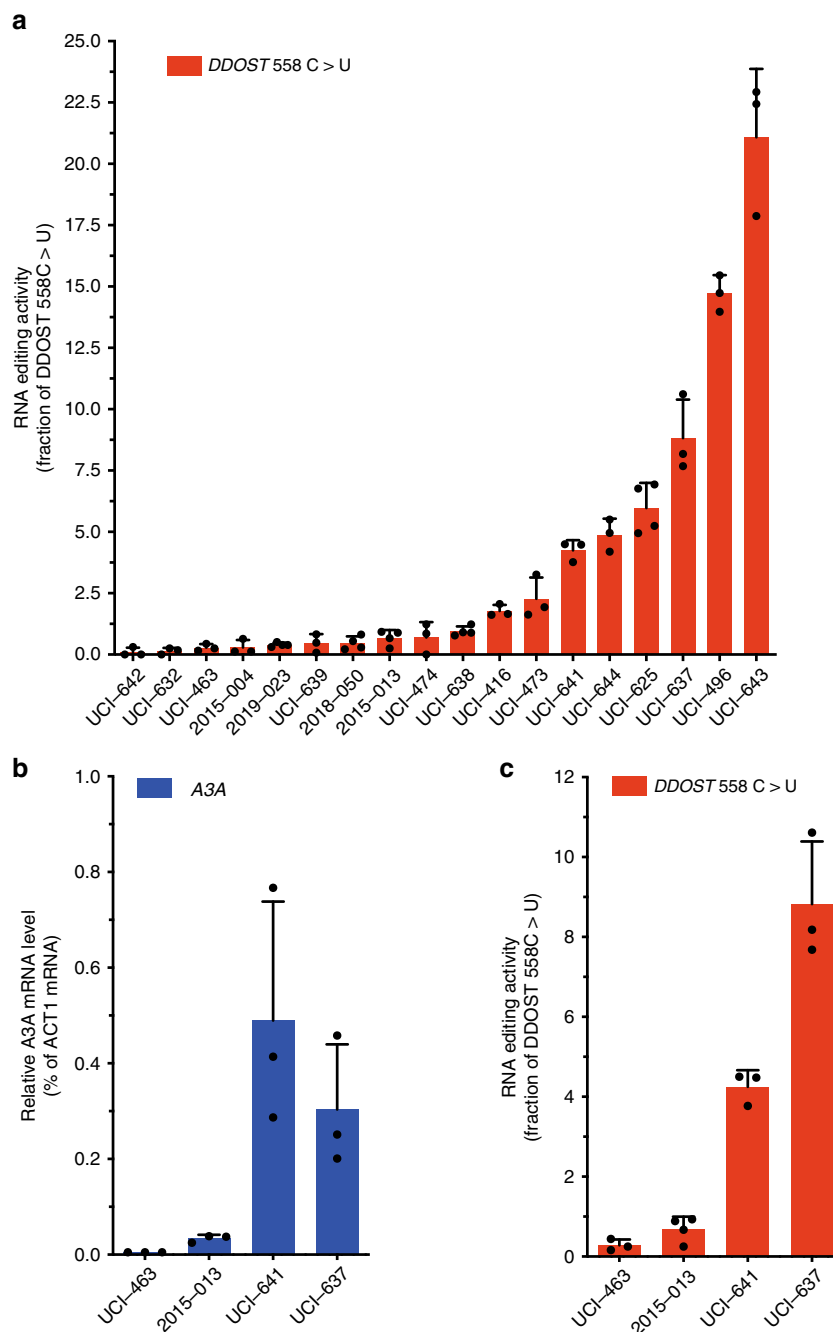 a
DDOST 558 C > U
RNA editing activity
(fraction of DDOST 558C > U)
25.0
22.5
20.0
17.5
15.0
12.5
10.0
7.5
5.0
2.5
0.0
UCI–642
UCI–632
UCI–463
2015–004
2019–023
UCI–639
2018–050
2015–013
UCI–474
UCI–638
UCI–416
UCI–473
UCI–641
UCI–644
UCI–625
UCI–637
UCI–496
UCI–643
b
A3A
Relative A3A mRNA level
(% of ACT1 mRNA)
1.0
0.8
0.6
0.4
0.2
0.0
UCI–463
2015–013
UCI–641
UCI–637
c
DDOST 558 C > U
RNA editing activity
(fraction of DDOST 558C > U)
12
10
8
6
4
2
0
UCI–463
2015–013
UCI–641
UCI–637